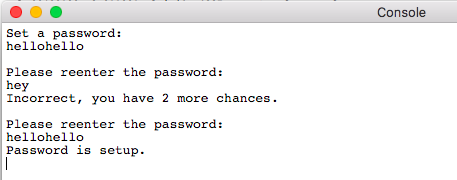 Console
Set a password:
hellohello
Please reenter the password:
hey
Incorrect, you have 2 more chances.
Please reenter the password:
hellohello
Password is setup.